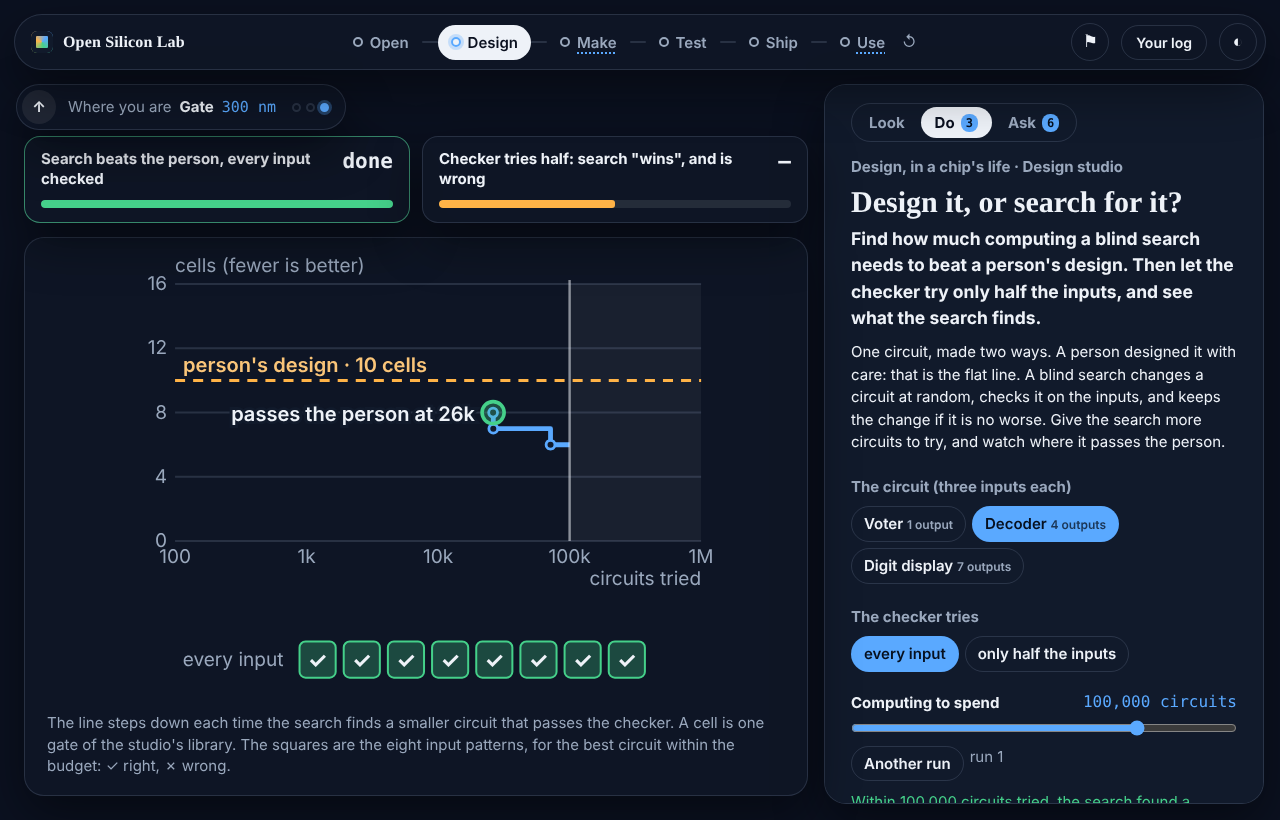 Open Silicon Lab
Open
Design
Make
Test
Ship
Use
Your log
Where you are Gate 300 nm
Search beats the person, every input
checked
done
Checker tries half: search "wins", and is
wrong
–
cells (fewer is better)
16
12
person's design · 10 cells
8
passes the person at 26k
4
0
100
1k
10k
100k
1M
circuits tried
every input
The line steps down each time the search finds a smaller circuit that passes the checker. A cell is one
gate of the studio's library. The squares are the eight input patterns, for the best circuit within the
budget: ✓ right, × wrong.
Look
Do 3
Ask 6
Design, in a chip's life · Design studio
Design it, or search for it?
Find how much computing a blind search
needs to beat a person's design. Then let the
checker try only half the inputs, and see
what the search finds.
One circuit, made two ways. A person designed it with
care: that is the flat line. A blind search changes a
circuit at random, checks it on the inputs, and keeps
the change if it is no worse. Give the search more
circuits to try, and watch where it passes the person.
The circuit (three inputs each)
Voter 1 output
Decoder 4 outputs
Digit display 7 outputs
The checker tries
every input
only half the inputs
Computing to spend
100,000 circuits
Another run
run 1
Within 100,000 circuits tried, the search found a